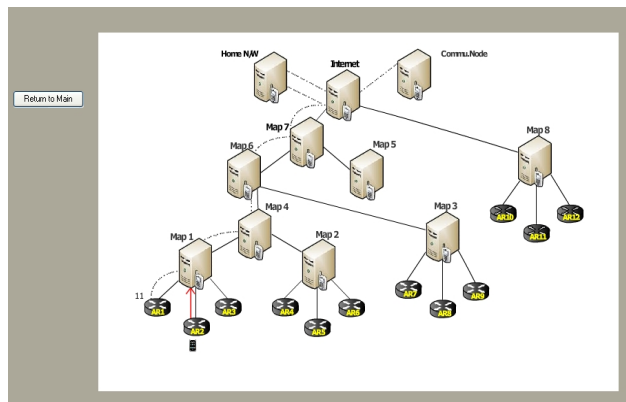 Home N/W
Commu.Node
Internet
Return to Main
Map 7
Map 8
Map 6
Map 5
Map 4
Map 3
Map 1
Map 2
AR10
AR12
AR11
11
AR1
AR3
AR4
AR6
AR7
AR9
AR8
AR2
AR5